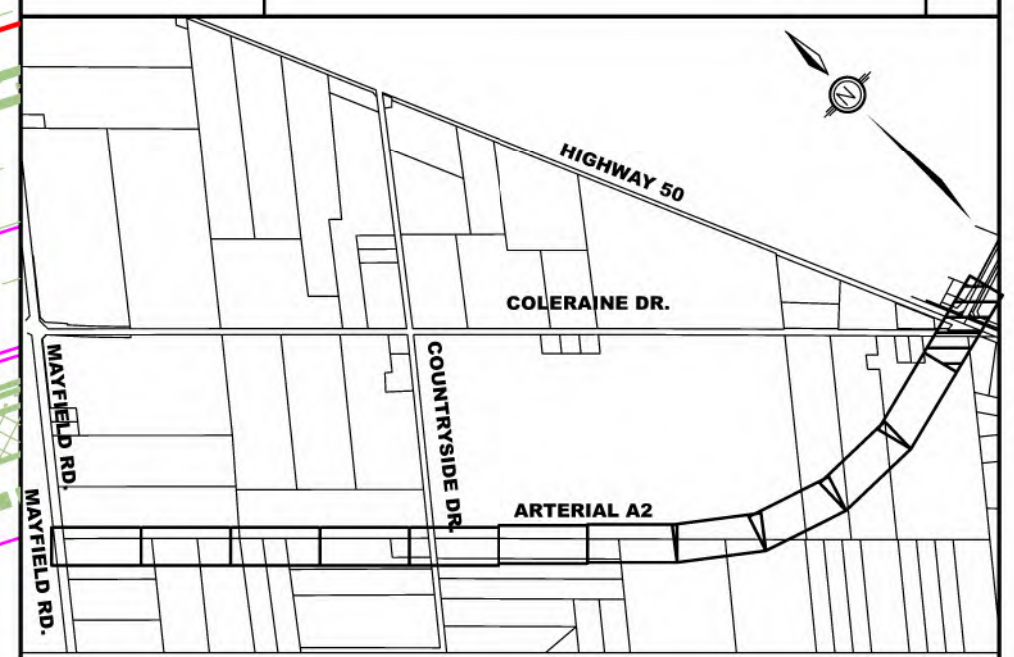 N
HIGHWAY 50
COLERAINE DR.
MAYFIELD RD.
COUNTRYSIDE DR.
MAYFIELD RD.
ARTERIAL A2